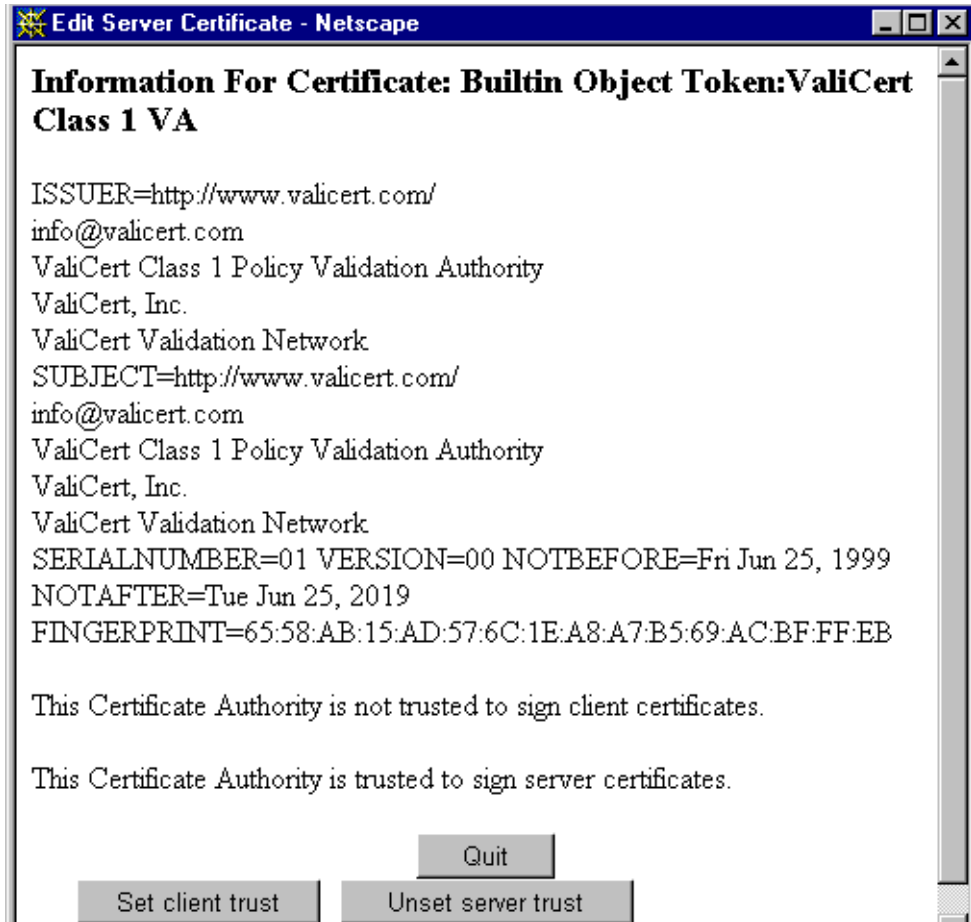 Edit Server Certificate - Netscape
Information For Certificate: Builtin Object Token:ValiCert
Class 1 VA
ISSUER=http://www.valicert.com/
info@valicert.com
ValiCert Class 1 Policy Validation Authority
ValiCert, Inc.
ValiCert Validation Network
SUBJECT=http://www.valicert.com/
info@valicert.com
ValiCert Class 1 Policy Validation Authority
ValiCert, Inc.
ValiCert Validation Network
SERIALNUMBER=01 VERSION=00 NOTBEFORE=Fri Jun 25, 1999
NOTAFTER=Tue Jun 25, 2019
FINGERPRINT=65:58:AB:15:AD:57:6C:1E:A8:A7:B5:69:AC:BF:FF:EB
This Certificate Authority is not trusted to sign client certificates.
This Certificate Authority is trusted to sign server certificates.
Quit
Set client trust Unset server trust